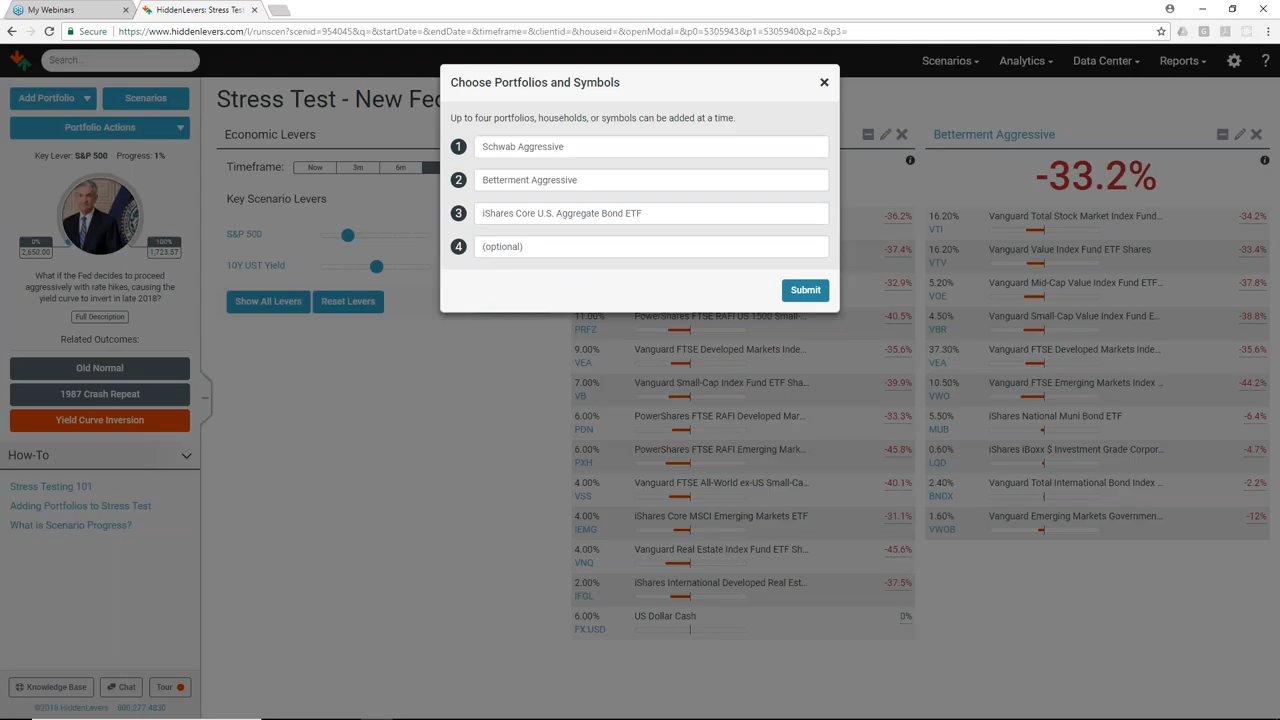 My Webinars
HiddenLevers: Stress Tes
Secure
https://www.hiddenlevers.com/l/runscen?scenid=954045&q=&startDate=&endDate=&timeframe=&clientid=&houseid=&openModal=&p0=5305943&p1=5305940&p2=&p3=
Search...
Scenarios
Analytics
Data Center
Reports
?
Add Portfolio
Scenarios
Portfolio Actions
Key Lever: S&P 500 Progress: 1%
0%
2,650.00
100%
1,723.57
What if the Fed decides to proceed
aggressively with rate hikes, causing the
yield curve to invert in late 2018?
Full Description
Related Outcomes:
Old Normal
1987 Crash Repeat
Yield Curve Inversion
How-To
Stress Testing 101
Adding Portfolios to Stress Test
What is Scenario Progress?
Knowledge Base
Chat
Tour
©2018 HiddenLevers 800.277.4830
Stress Test - New Fed
Economic Levers
Timeframe:
Now
3m
6m
Key Scenario Levers
S&P 500
10Y UST Yield
Show All Levers
Reset Levers
Choose Portfolios and Symbols
Up to four portfolios, households, or symbols can be added at a time.
1 Schwab Aggressive
2 Betterment Aggressive
3 iShares Core U.S. Aggregate Bond ETF
4 (optional)
Submit
-36.2%
-37.4%
-32.9%
11.00% PowerShares FTSE RAFI US 1500 Small-... -40.5%
PRFZ
9.00% Vanguard FTSE Developed Markets Inde... -35.6%
VEA
7.00% Vanguard Small-Cap Index Fund ETF Sha... -39.9%
VB
6.00% PowerShares FTSE RAFI Developed Mar... -33.3%
PDN
6.00% PowerShares FTSE RAFI Emerging Mark... -45.8%
PXH
4.00% Vanguard FTSE All-World ex-US Small-Ca... -40.1%
VSS
4.00% iShares Core MSCI Emerging Markets ETF -31.1%
IEMG
4.00% Vanguard Real Estate Index Fund ETF Sh... -45.6%
VNQ
2.00% iShares International Developed Real Est... -37.5%
IFGL
6.00% US Dollar Cash 0%
FX:USD
Betterment Aggressive
-33.2%
16.20% Vanguard Total Stock Market Index Fund... -34.2%
VTI
16.20% Vanguard Value Index Fund ETF Shares -33.4%
VTV
5.20% Vanguard Mid-Cap Value Index Fund ETF... -37.8%
VOE
4.50% Vanguard Small-Cap Value Index Fund E... -38.8%
VBR
37.30% Vanguard FTSE Developed Markets Inde... -35.6%
VEA
10.50% Vanguard FTSE Emerging Markets Index ... -44.2%
VWO
5.50% iShares National Muni Bond ETF -6.4%
MUB
0.60% iShares iBoxx $ Investment Grade Corpor... -4.7%
LQD
2.40% Vanguard Total International Bond Index ... -2.2%
BNDX
1.60% Vanguard Emerging Markets Governmen... -12%
VWOB